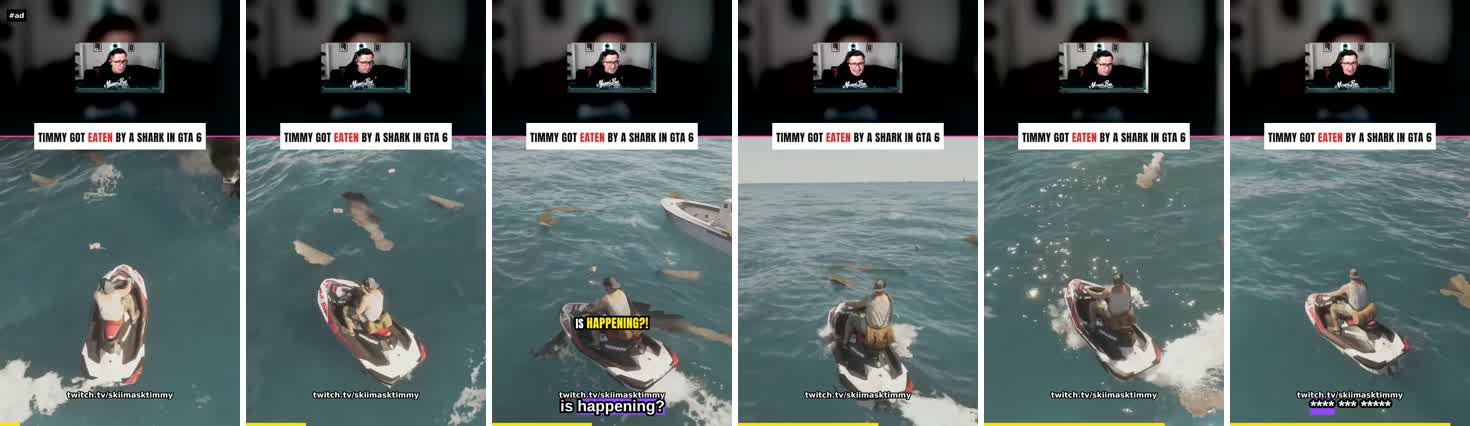 #ad
TIMMY GOT EATEN BY A SHARK IN GTA 6
twitch.tv/skiimasktimmy
TIMMY GOT EATEN BY A SHARK IN GTA 6
twitch.tv/skiimasktimmy
TIMMY GOT EATEN BY A SHARK IN GTA 6
IS HAPPENING?!
twitch.tv/skiimasktimmy
is happening?
TIMMY GOT EATEN BY A SHARK IN GTA 6
twitch.tv/skiimasktimmy
TIMMY GOT EATEN BY A SHARK IN GTA 6
twitch.tv/skiimasktimmy
TIMMY GOT EATEN BY A SHARK IN GTA 6
twitch.tv/skiimasktimmy
**** *** *****